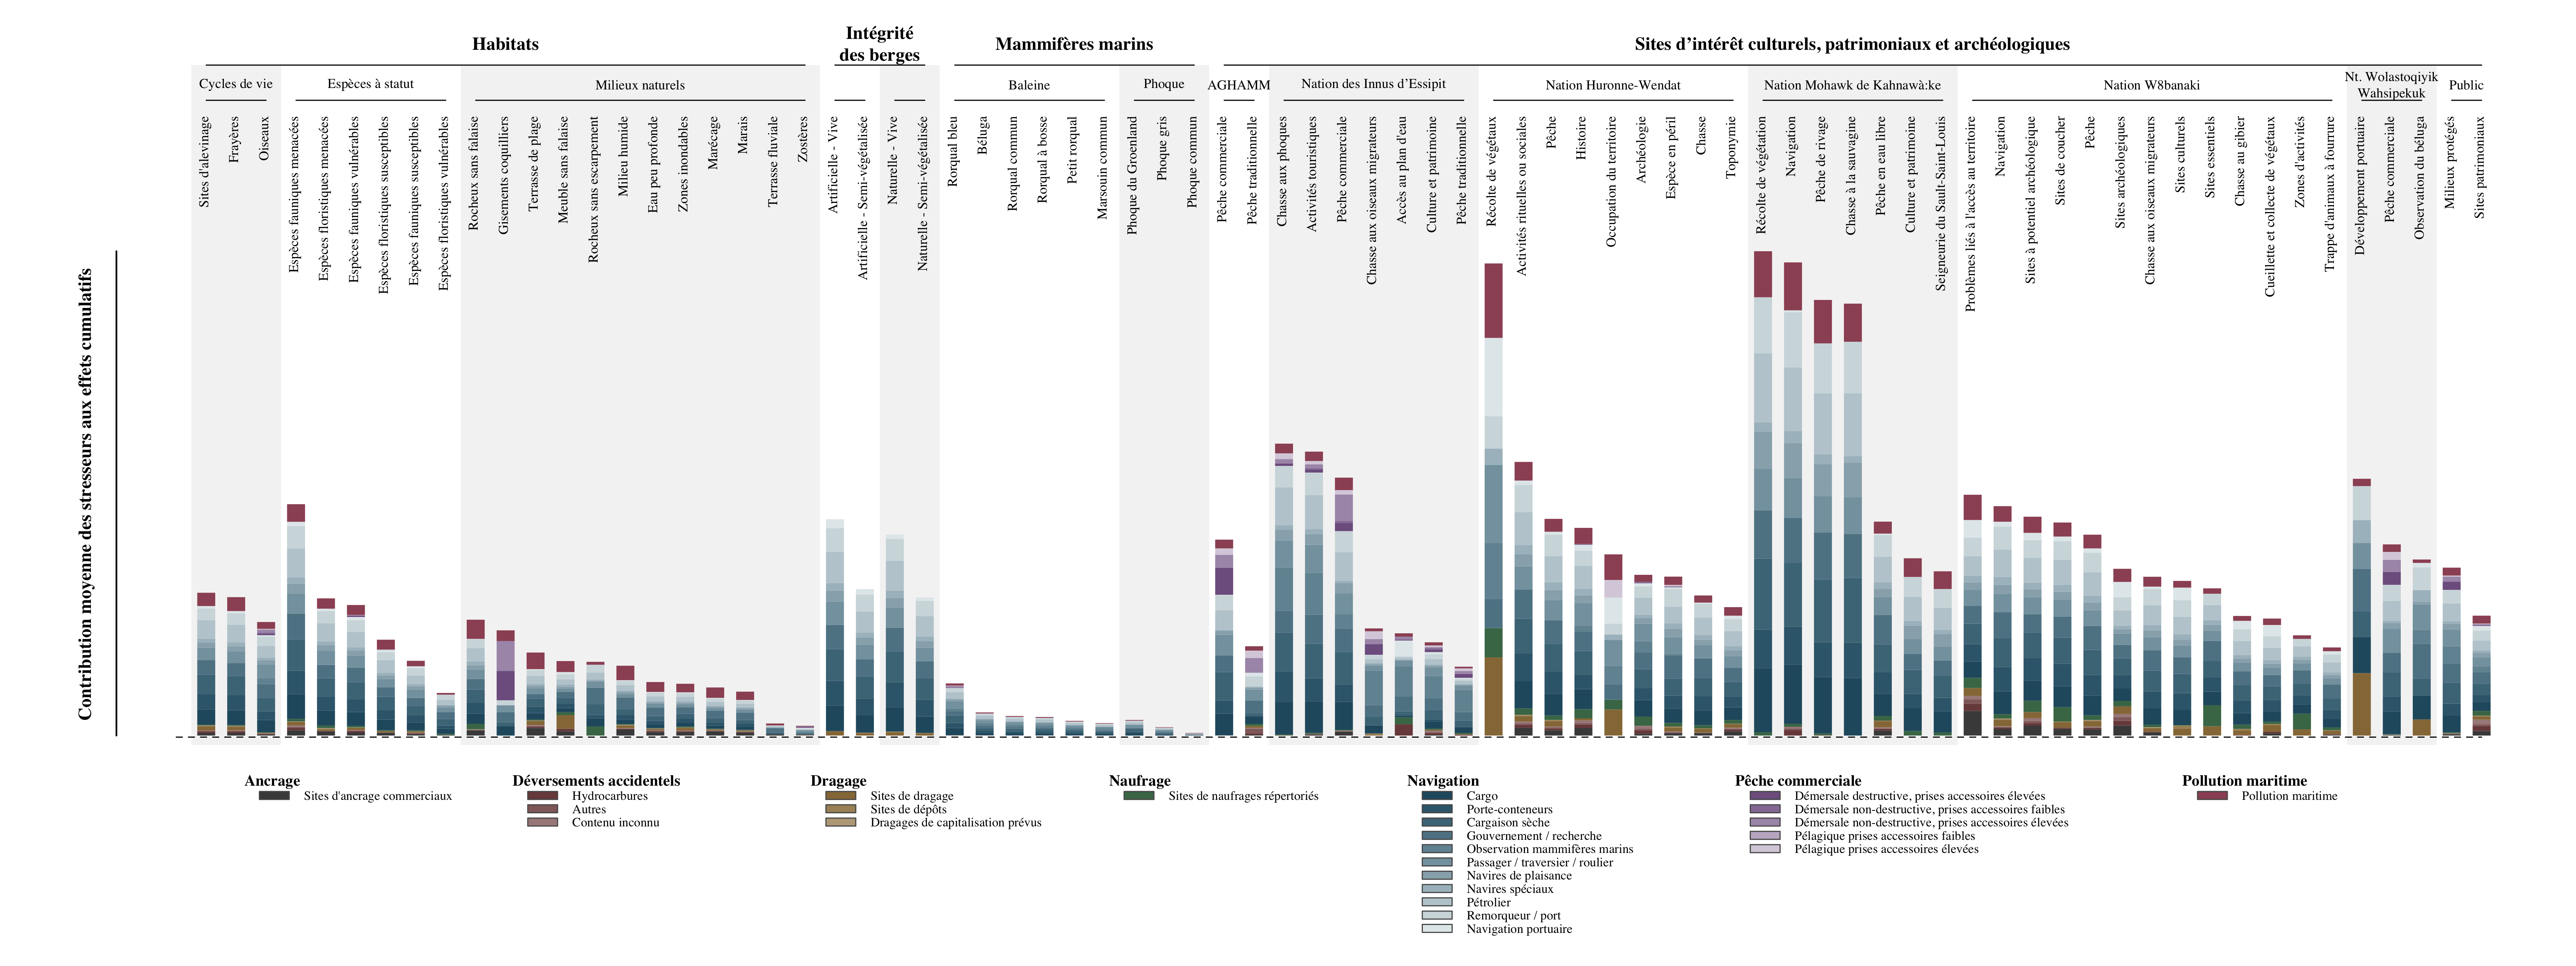 Habitats
Intégrité
des berges
Mammifères marins
Sites d'intérêt culturels, patrimoniaux et archéologiques
Cycles de vie
Espèces à statut
Milieux naturels
Baleine
Phoque
AGHAMM
Nation des Innus d'Essipit
Nation Huronne-Wendat
Nation Mohawk de Kahnawà:ke
Nation W8banaki
Nt. Wolastoqiyik
Wahsipekuk
Public
Sites d'alevinage
Frayères
Oiseaux
Espèces fauniques menacées
Espèces floristiques menacées
Espèces fauniques vulnérables
Espèces floristiques susceptibles
Espèces fauniques susceptibles
Espèces floristiques vulnérables
Rocheux sans falaise
Gisements coquilliers
Terrasse de plage
Meuble sans falaise
Rocheux sans escarpement
Milieu humide
Eau peu profonde
Zones inondables
Marécage
Marais
Terrasse fluviale
Zostères
Artificielle - Vive
Artificielle - Semi-végétalisée
Naturelle - Vive
Naturelle - Semi-végétalisée
Rorqual bleu
Béluga
Rorqual commun
Rorqual à bosse
Petit rorqual
Marsouin commun
Phoque du Groenland
Phoque gris
Phoque commun
Pêche commerciale
Pêche traditionnelle
Chasse aux phoques
Activités touristiques
Pêche commerciale
Chasse aux oiseaux migrateurs
Accès au plan d'eau
Culture et patrimoine
Pêche traditionnelle
Récolte de végétaux
Activités rituelles ou sociales
Pêche
Histoire
Occupation du territoire
Archéologie
Espèce en péril
Chasse
Toponymie
Récolte de végétation
Navigation
Pêche de rivage
Chasse à la sauvagine
Pêche en eau libre
Culture et patrimoine
Seigneurie du Sault-Saint-Louis
Problèmes liés à l'accès au territoire
Navigation
Sites à potentiel archéologique
Sites de coucher
Pêche
Sites archéologiques
Chasse aux oiseaux migrateurs
Sites culturels
Sites essentiels
Chasse au gibier
Cueillette et collecte de végétaux
Zones d'activités
Trappe d'animaux à fourrure
Développement portuaire
Pêche commerciale
Observation du béluga
Milieux protégés
Sites patrimoniaux
Contribution moyenne des stresseurs aux effets cumulatifs
Ancrage
Sites d'ancrage commerciaux
Déversements accidentels
Hydrocarbures
Autres
Contenu inconnu
Dragage
Sites de dragage
Sites de dépôts
Dragages de capitalisation prévus
Naufrage
Sites de naufrages répertoriés
Navigation
Cargo
Porte-conteneurs
Cargaison sèche
Gouvernement / recherche
Observation mammifères marins
Passager / traversier / roulier
Navires de plaisance
Navires spéciaux
Pétrolier
Remorqueur / port
Navigation portuaire
Pêche commerciale
Démersale destructive, prises accessoires élevées
Démersale non-destructive, prises accessoires faibles
Démersale non-destructive, prises accessoires élevées
Pélagique prises accessoires faibles
Pélagique prises accessoires élevées
Pollution maritime
Pollution maritime